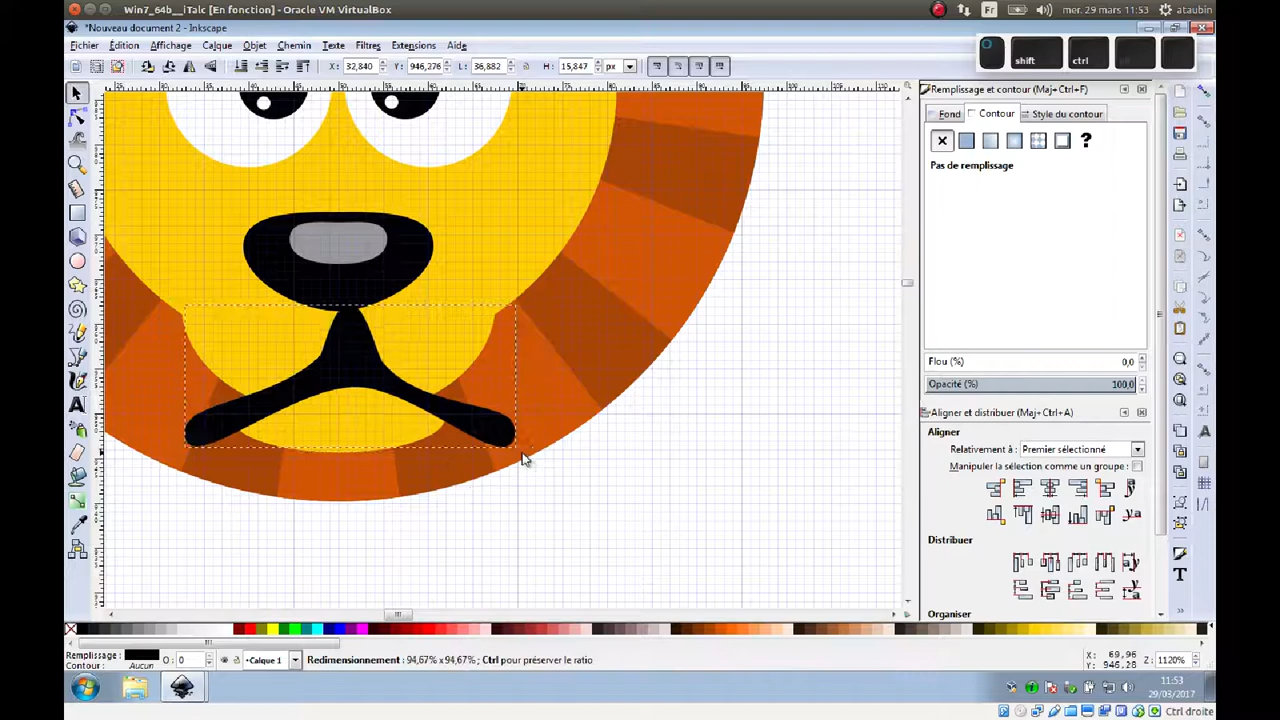 Win7_64b__iTalc [En fonction] - Oracle VM VirtualBox
Fr
mer. 29 mars 11:53
ataubin
*Nouveau document 2 - Inkscape
Fichier Édition Affichage Calque Objet Chemin Texte Filtres Extensions Aide
shift ctrl
X: 32,840 Y: 946,276 L: 36,882 H: 15,847 px
Remplissage et contour (Maj+Ctrl+F)
Fond Contour Style du contour
?
Pas de remplissage
Flou (%) 0,0
Opacité (%) 100,0
Aligner et distribuer (Maj+Ctrl+A)
Aligner
Relativement à : Premier sélectionné
Manipuler la sélection comme un groupe :
Distribuer
Organiser
Remplissage :
Contour : Aucun
O: 0
•Calque 1
Redimensionnement : 94,67% x 94,67%; Ctrl pour préserver le ratio
X: 69,96
Y: 946,28
Z: 1120%
11:53
29/03/2017
Ctrl droite